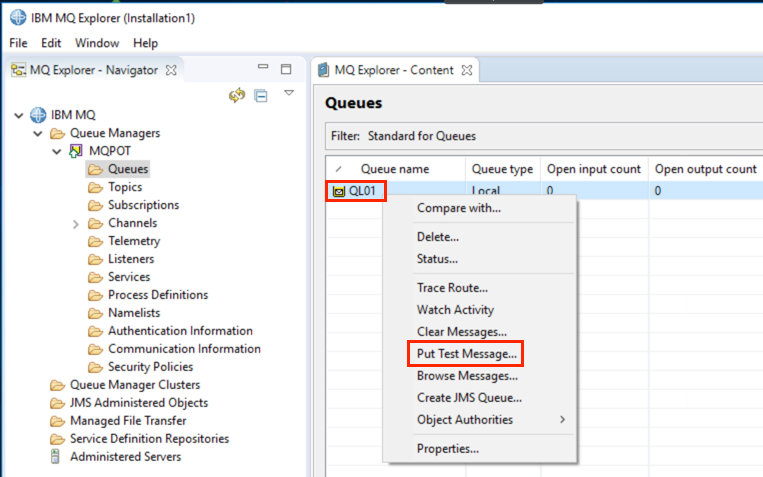 IBM MQ Explorer (Installation1)
File Edit Window Help
MQ Explorer - Navigator
IBM MQ
Queue Managers
MQPOT
Queues
Topics
Subscriptions
Channels
Telemetry
Listeners
Services
Process Definitions
Namelists
Authentication Information
Communication Information
Security Policies
Queue Manager Clusters
JMS Administered Objects
Managed File Transfer
Service Definition Repositories
Administered Servers
MQ Explorer - Content
Queues
Filter: Standard for Queues
Queue name Queue type Open input count Open output count
QL01 Local 0 0
Compare with...
Delete...
Status...
Trace Route...
Watch Activity
Clear Messages...
Put Test Message...
Browse Messages...
Create JMS Queue...
Object Authorities
Properties...